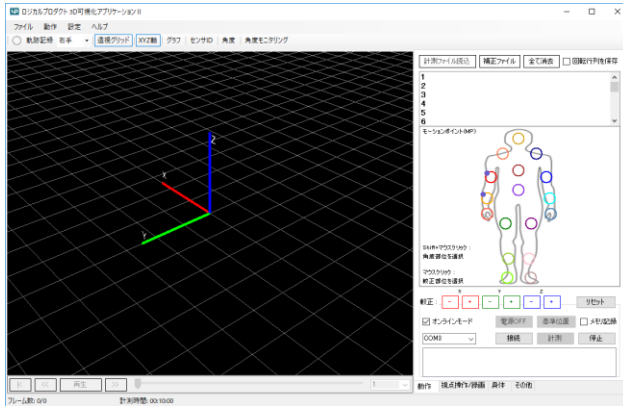 ロジカルプロダクト 3D可視化アプリケーションⅡ
ファイル 動作 設定 ヘルプ
軌跡記録 右手 透視グリッド XYZ軸 グラフ センサID 角度 角度モニタリング
計測ファイル読込 補正ファイル 全て消去 回転行列を保存
1
2
3
4
5
6
モーションポイント(MP)
Z
X
Y
Shift+マウスクリック：
角度部位を選択
マウスクリック：
較正部位を選択
X Y Z
較正： - + - + - + リセット
オンラインモード 電源OFF 基準位置 メモリ記録
COM3 接続 計測 停止
|< << 再生 >> 1
動作 視点操作/録画 身体 その他
フレーム数: 0/0 計測時間: 00:10:00